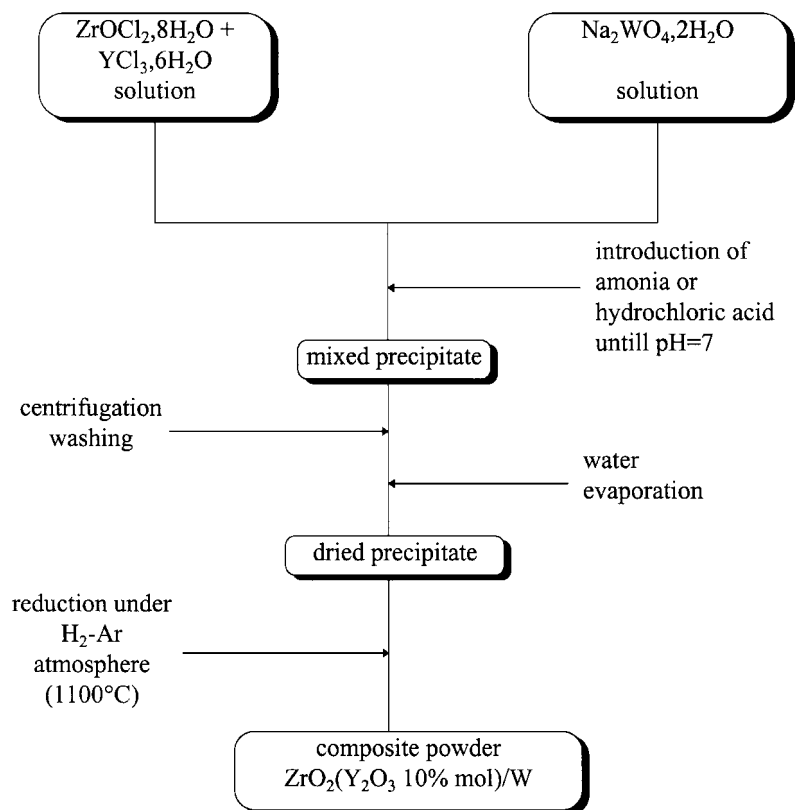 ZrOCl₂,8H₂O +
YCl₃,6H₂O
solution
Na₂WO₄,2H₂O
solution
introduction of
amonia or
hydrochloric acid
untill pH=7
mixed precipitate
centrifugation
washing
water
evaporation
dried precipitate
reduction under
H₂-Ar
atmosphere
(1100°C)
composite powder
ZrO₂(Y₂O₃ 10% mol)/W